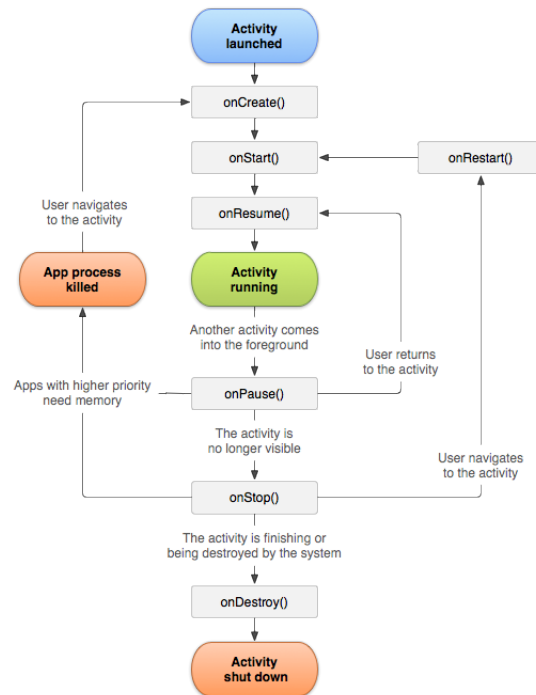 Activity
launched
onCreate()
onStart()
onRestart()
User navigates
to the activity
onResume()
App process
killed
Activity
running
Another activity comes
into the foreground
User returns
to the activity
Apps with higher priority
need memory
onPause()
The activity is
no longer visible
User navigates
to the activity
onStop()
The activity is finishing or
being destroyed by the system
onDestroy()
Activity
shut down